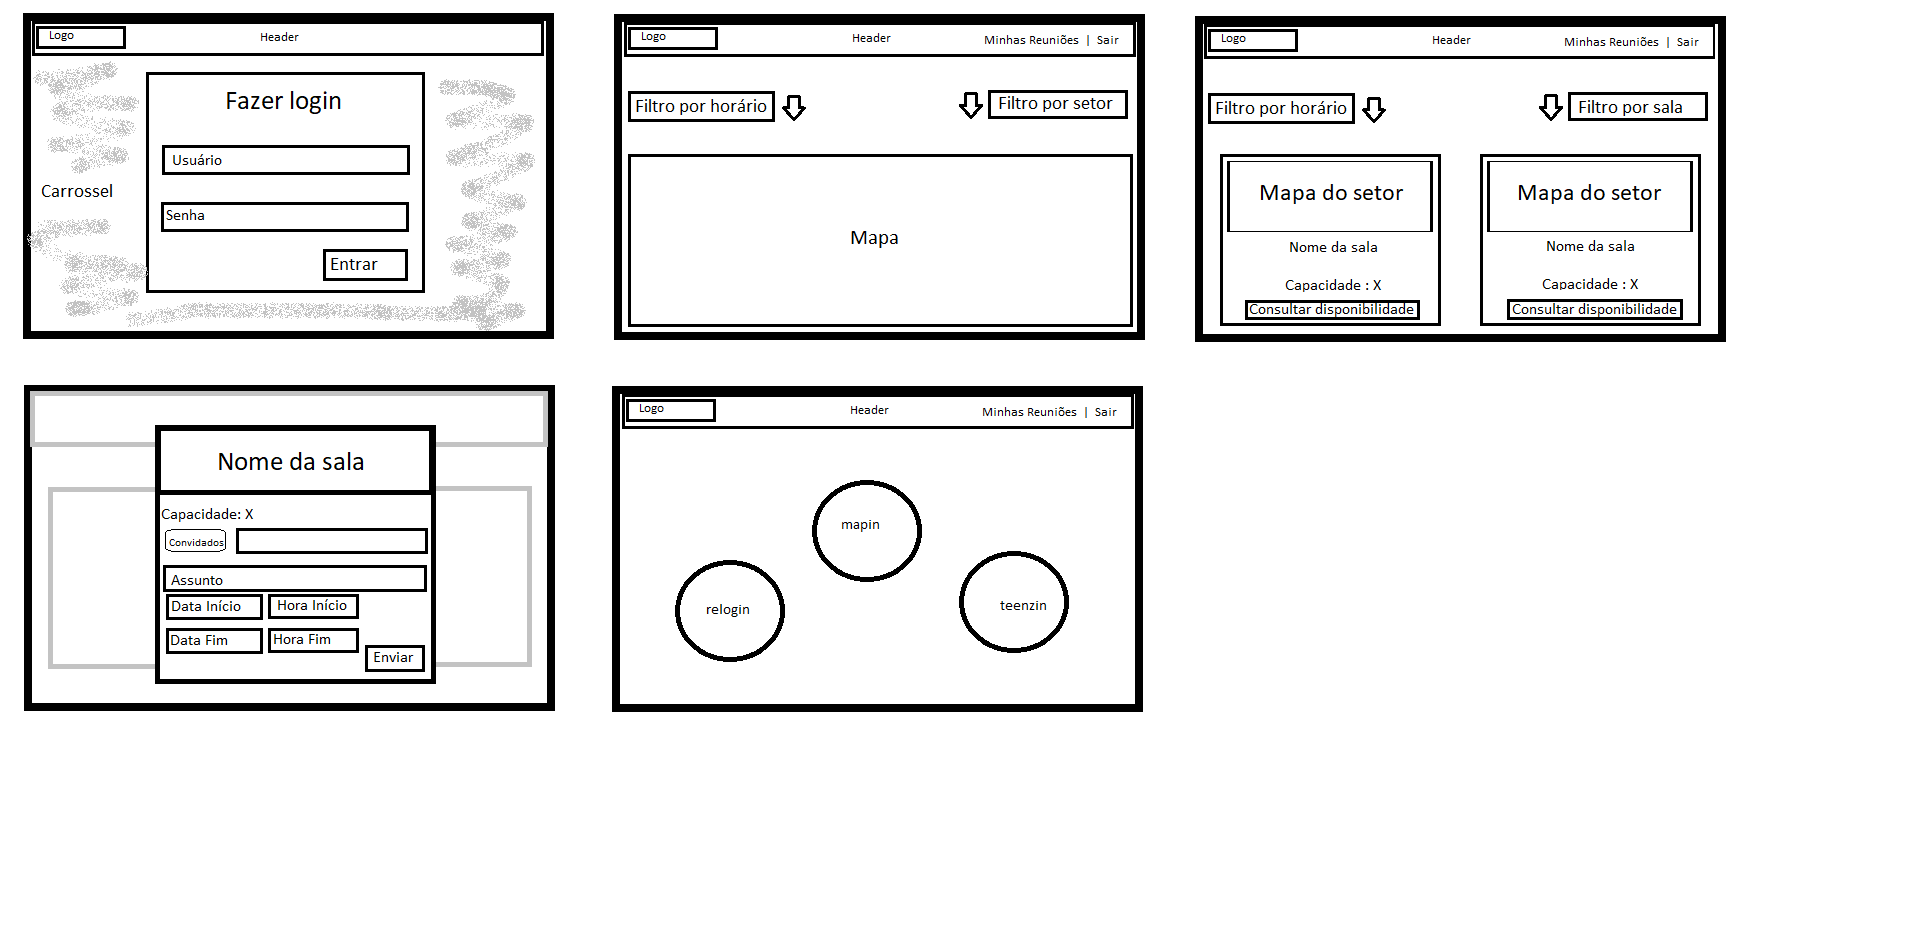 Logo
Header
Fazer login
Usuário
Carrossel
Senha
Entrar
Logo
Header
Minhas Reuniões | Sair
Filtro por horário
Filtro por setor
Mapa
Logo
Header
Minhas Reuniões | Sair
Filtro por horário
Filtro por sala
Mapa do setor
Nome da sala
Capacidade : X
Consultar disponibilidade
Mapa do setor
Nome da sala
Capacidade : X
Consultar disponibilidade
Nome da sala
Capacidade: X
Convidados
Assunto
Data Início
Hora Início
Data Fim
Hora Fim
Enviar
Logo
Header
Minhas Reuniões | Sair
mapin
relogin
teenzin